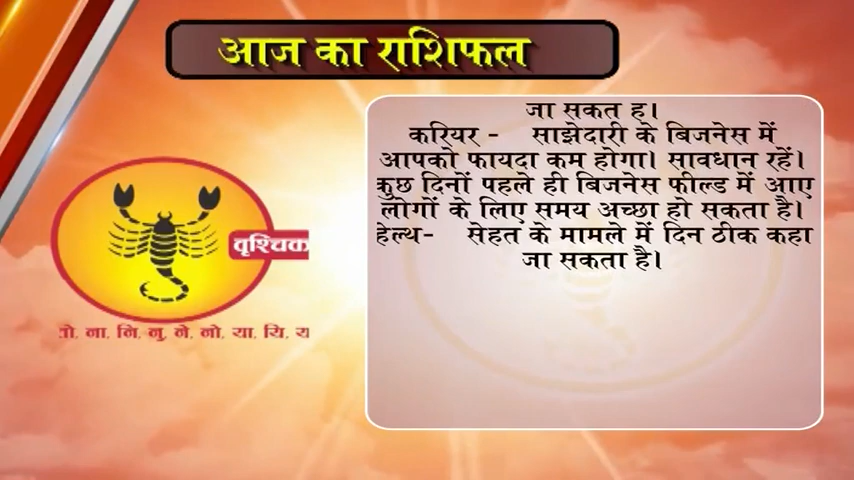 आज का राशिफल
जा सकत ह।
करियर - साझेदारी के बिजनेस में
आपको फायदा कम होगा। सावधान रहें।
कुछ दिनों पहले ही बिजनेस फील्ड में आए
लोगों के लिए समय अच्छा हो सकता है।
हेल्थ- सेहत के मामले में दिन ठीक कहा
जा सकता है।
वृश्चिक
ना. नि. नु. ने. नो. या. यि.